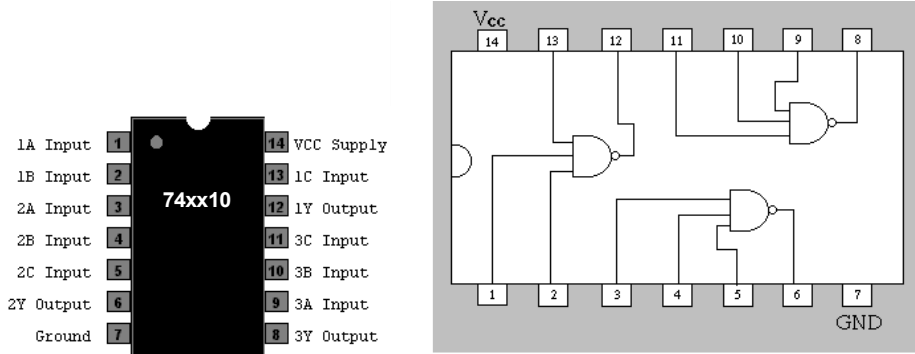 1A Input 1 14 VCC Supply
1B Input 2 13 1C Input
2A Input 3 74xx10 12 1Y Output
2B Input 4 11 3C Input
2C Input 5 10 3B Input
2Y Output 6 9 3A Input
Ground 7 8 3Y Output
Vcc
14 13 12 11 10 9 8
1 2 3 4 5 6 7
GND